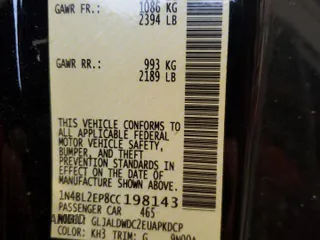 GAWR FR.: 1086 KG
2394 LB
GAWR RR.: 993 KG
2189 LB
THIS VEHICLE CONFORMS TO
ALL APPLICABLE FEDERAL
MOTOR VEHICLE SAFETY,
BUMPER, AND THEFT
PREVENTION STANDARDS IN
EFFECT ON THE DATE OF
MANUFACTURE SHOWN ABOVE.
1N4BL2EP8CC198143
PASSENGER CAR 465
GLJALDWDC2EUAPKDCP
COLOR: KH3 TRIM: G